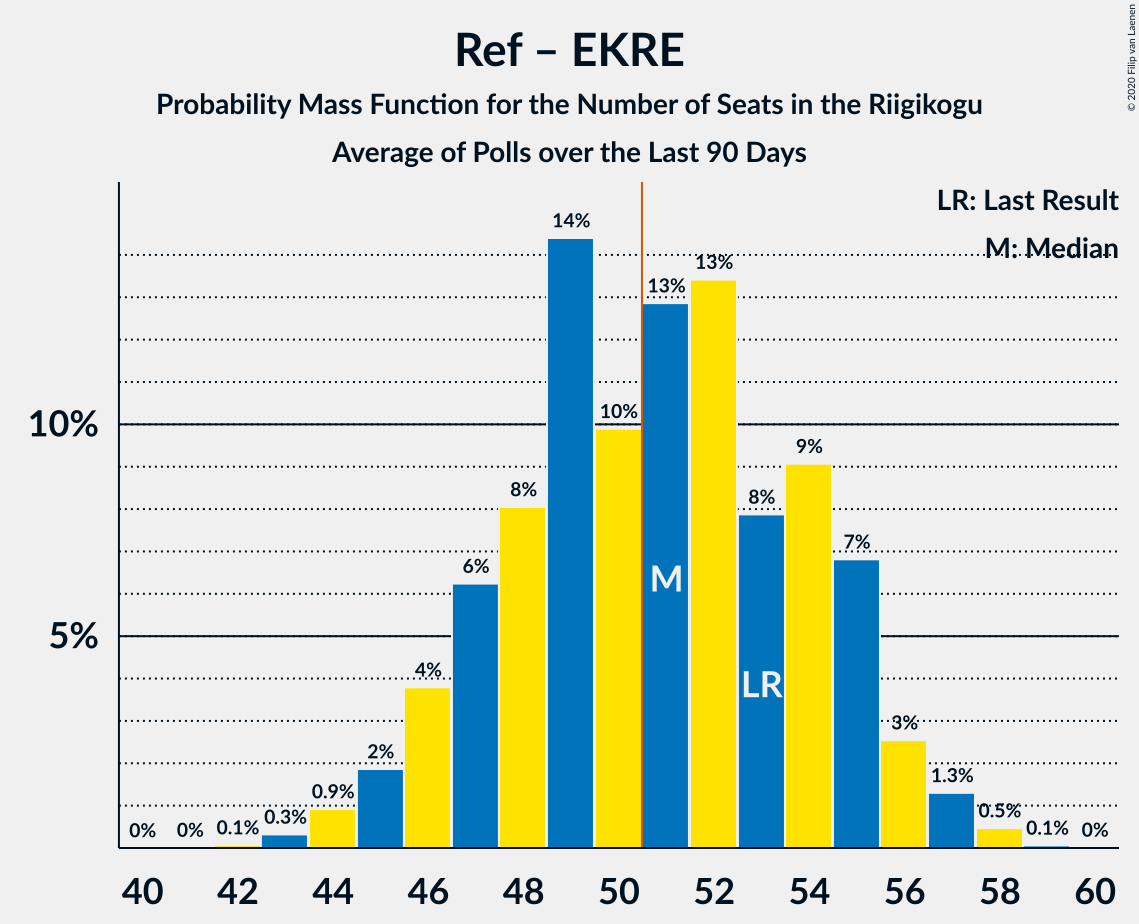 Ref – EKRE
Probability Mass Function for the Number of Seats in the Riigikogu
Average of Polls over the Last 90 Days
© 2020 Filip van Laenen
LR: Last Result
M: Median
10%
5%
0%
0%
0.1%
0.3%
0.9%
2%
4%
6%
8%
14%
10%
13%
13%
8%
9%
7%
3%
1.3%
0.5%
0.1%
0%
M
LR
40 42 44 46 48 50 52 54 56 58 60